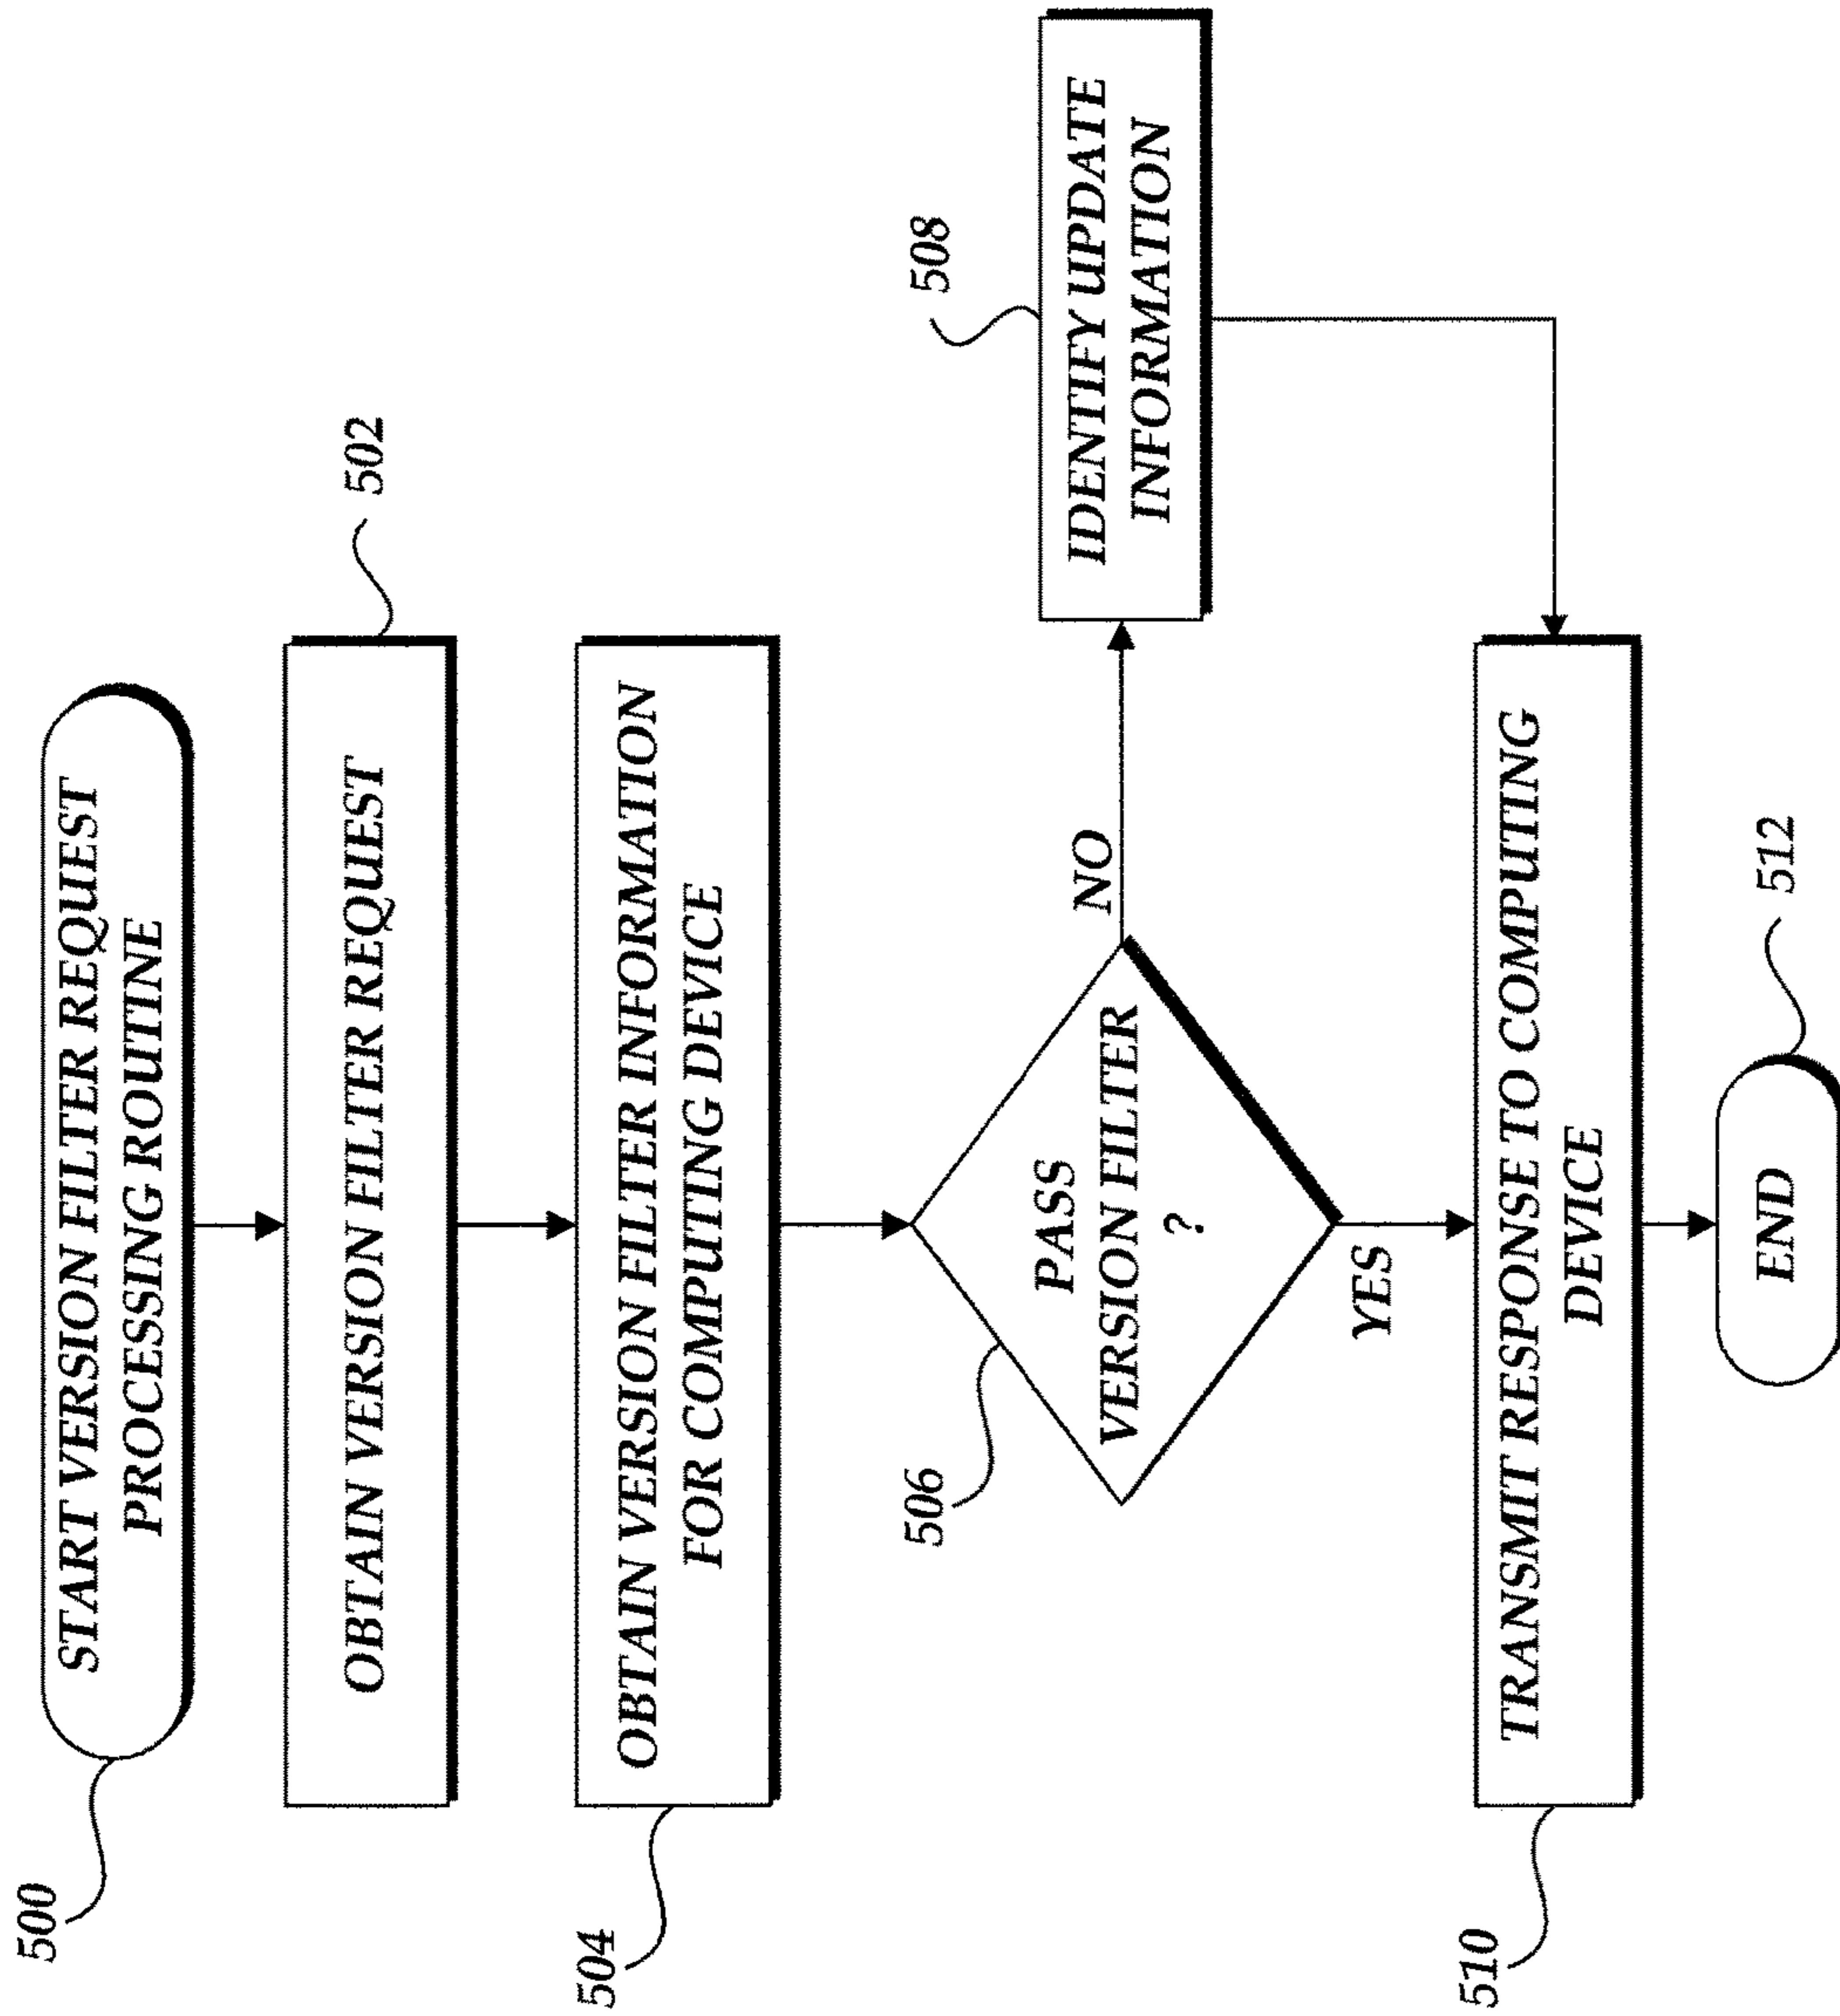 500
START VERSION FILTER REQUEST
PROCESSING ROUTINE
502
OBTAIN VERSION FILTER REQUEST
504
OBTAIN VERSION FILTER INFORMATION
FOR COMPUTING DEVICE
506
PASS
VERSION FILTER
?
NO
508
IDENTIFY UPDATE
INFORMATION
YES
510
TRANSMIT RESPONSE TO COMPUTING
DEVICE
512
END